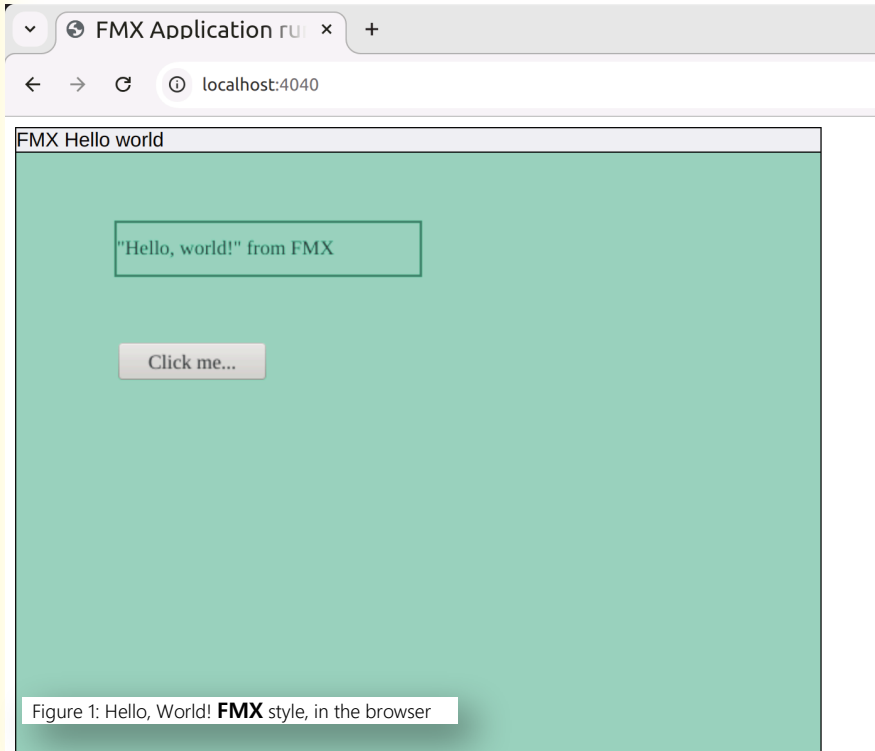 FMX Application ru
localhost:4040
FMX Hello world
"Hello, world!" from FMX
Click me...
Figure 1: Hello, World! FMX style, in the browser